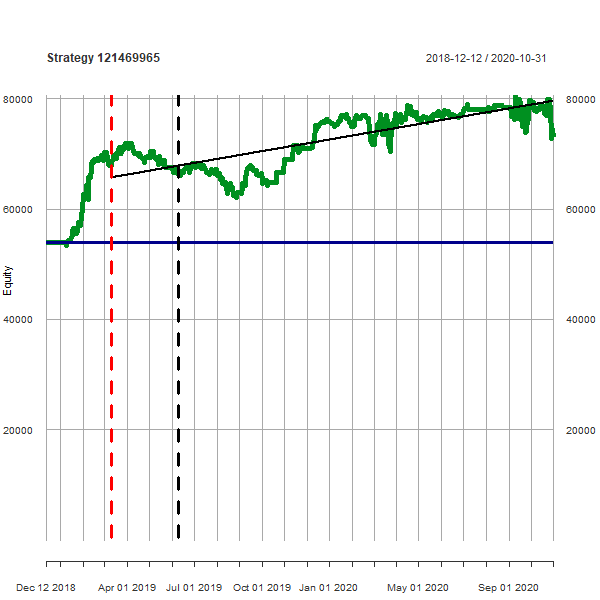 Strategy 121469965
2018-12-12 / 2020-10-31
80000
80000
60000
60000
Equity
40000
40000
20000
20000
Dec 12 2018
Apr 01 2019
Jul 01 2019
Oct 01 2019
Jan 01 2020
May 01 2020
Sep 01 2020